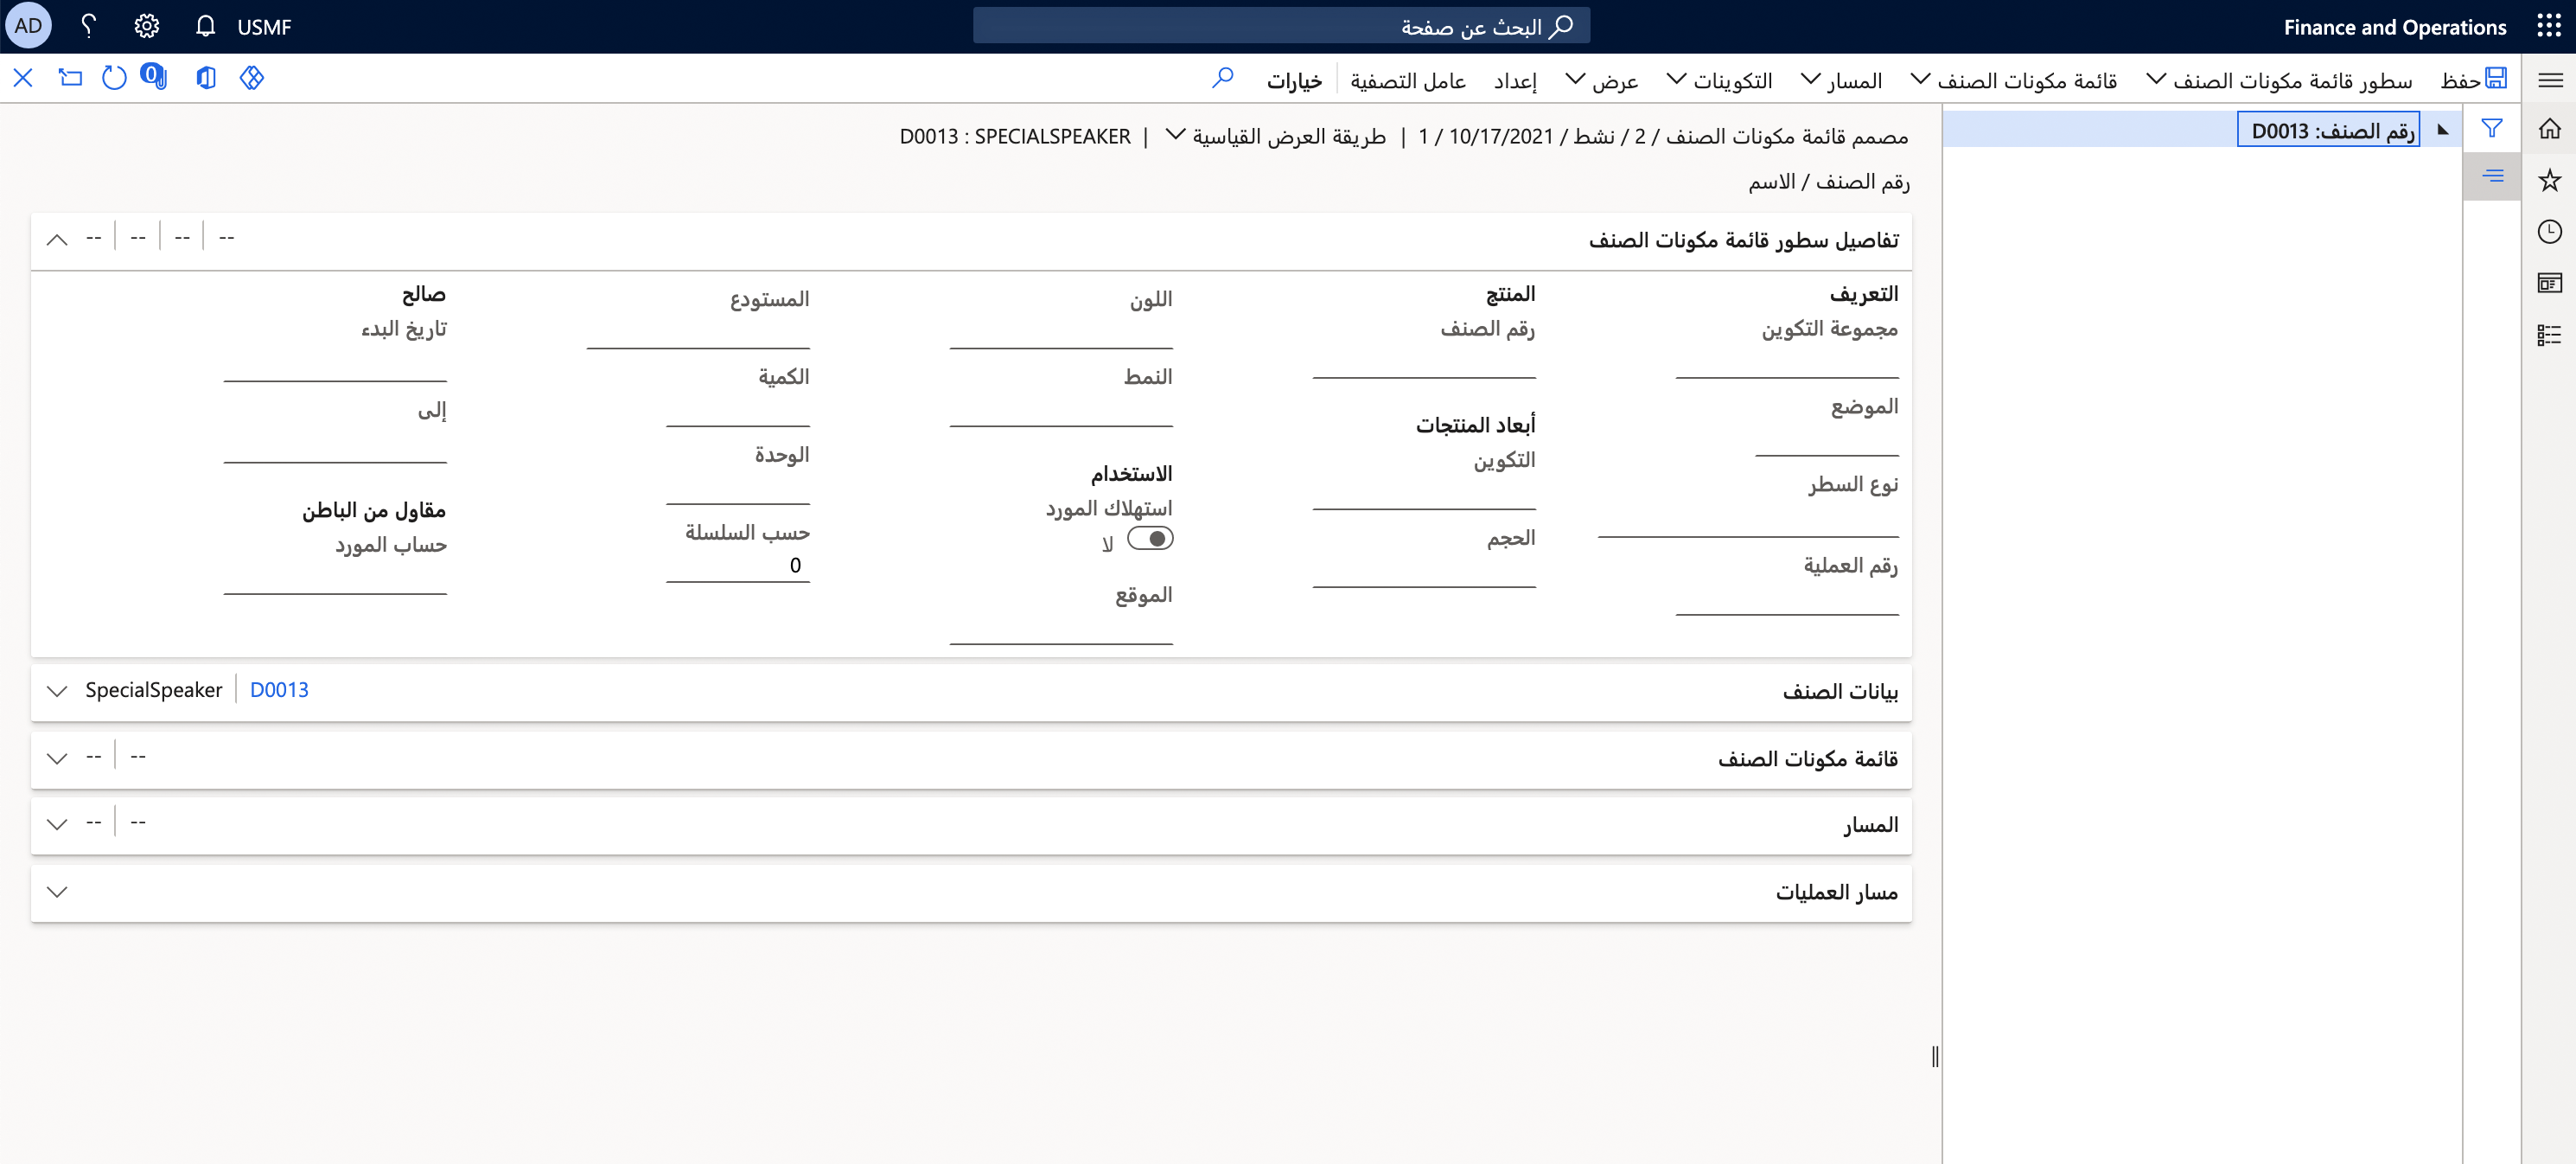 Finance and Operations
البحث عن صفحة
USMF
AD
حفظ
سطور قائمة مكونات الصنف
قائمة مكونات الصنف
المسار
التكوينات
عرض
إعداد
عامل التصفية
خيارات
0
رقم الصنف: D0013
مصمم قائمة مكونات الصنف / 2 / نشط / 10/17/2021 / 1 | طريقة العرض القياسية | D0013 : SPECIALSPEAKER
رقم الصنف / الاسم
تفاصيل سطور قائمة مكونات الصنف
-- | -- | -- | --
التعريف
مجموعة التكوين
الموضع
نوع السطر
رقم العملية
المنتج
رقم الصنف
أبعاد المنتجات
التكوين
الحجم
اللون
النمط
الاستخدام
استهلاك المورد
لا
الموقع
المستودع
الكمية
الوحدة
حسب السلسلة
0
صالح
تاريخ البدء
إلى
مقاول من الباطن
حساب المورد
بيانات الصنف
D0013 | SpecialSpeaker
قائمة مكونات الصنف
-- | --
المسار
-- | --
مسار العمليات